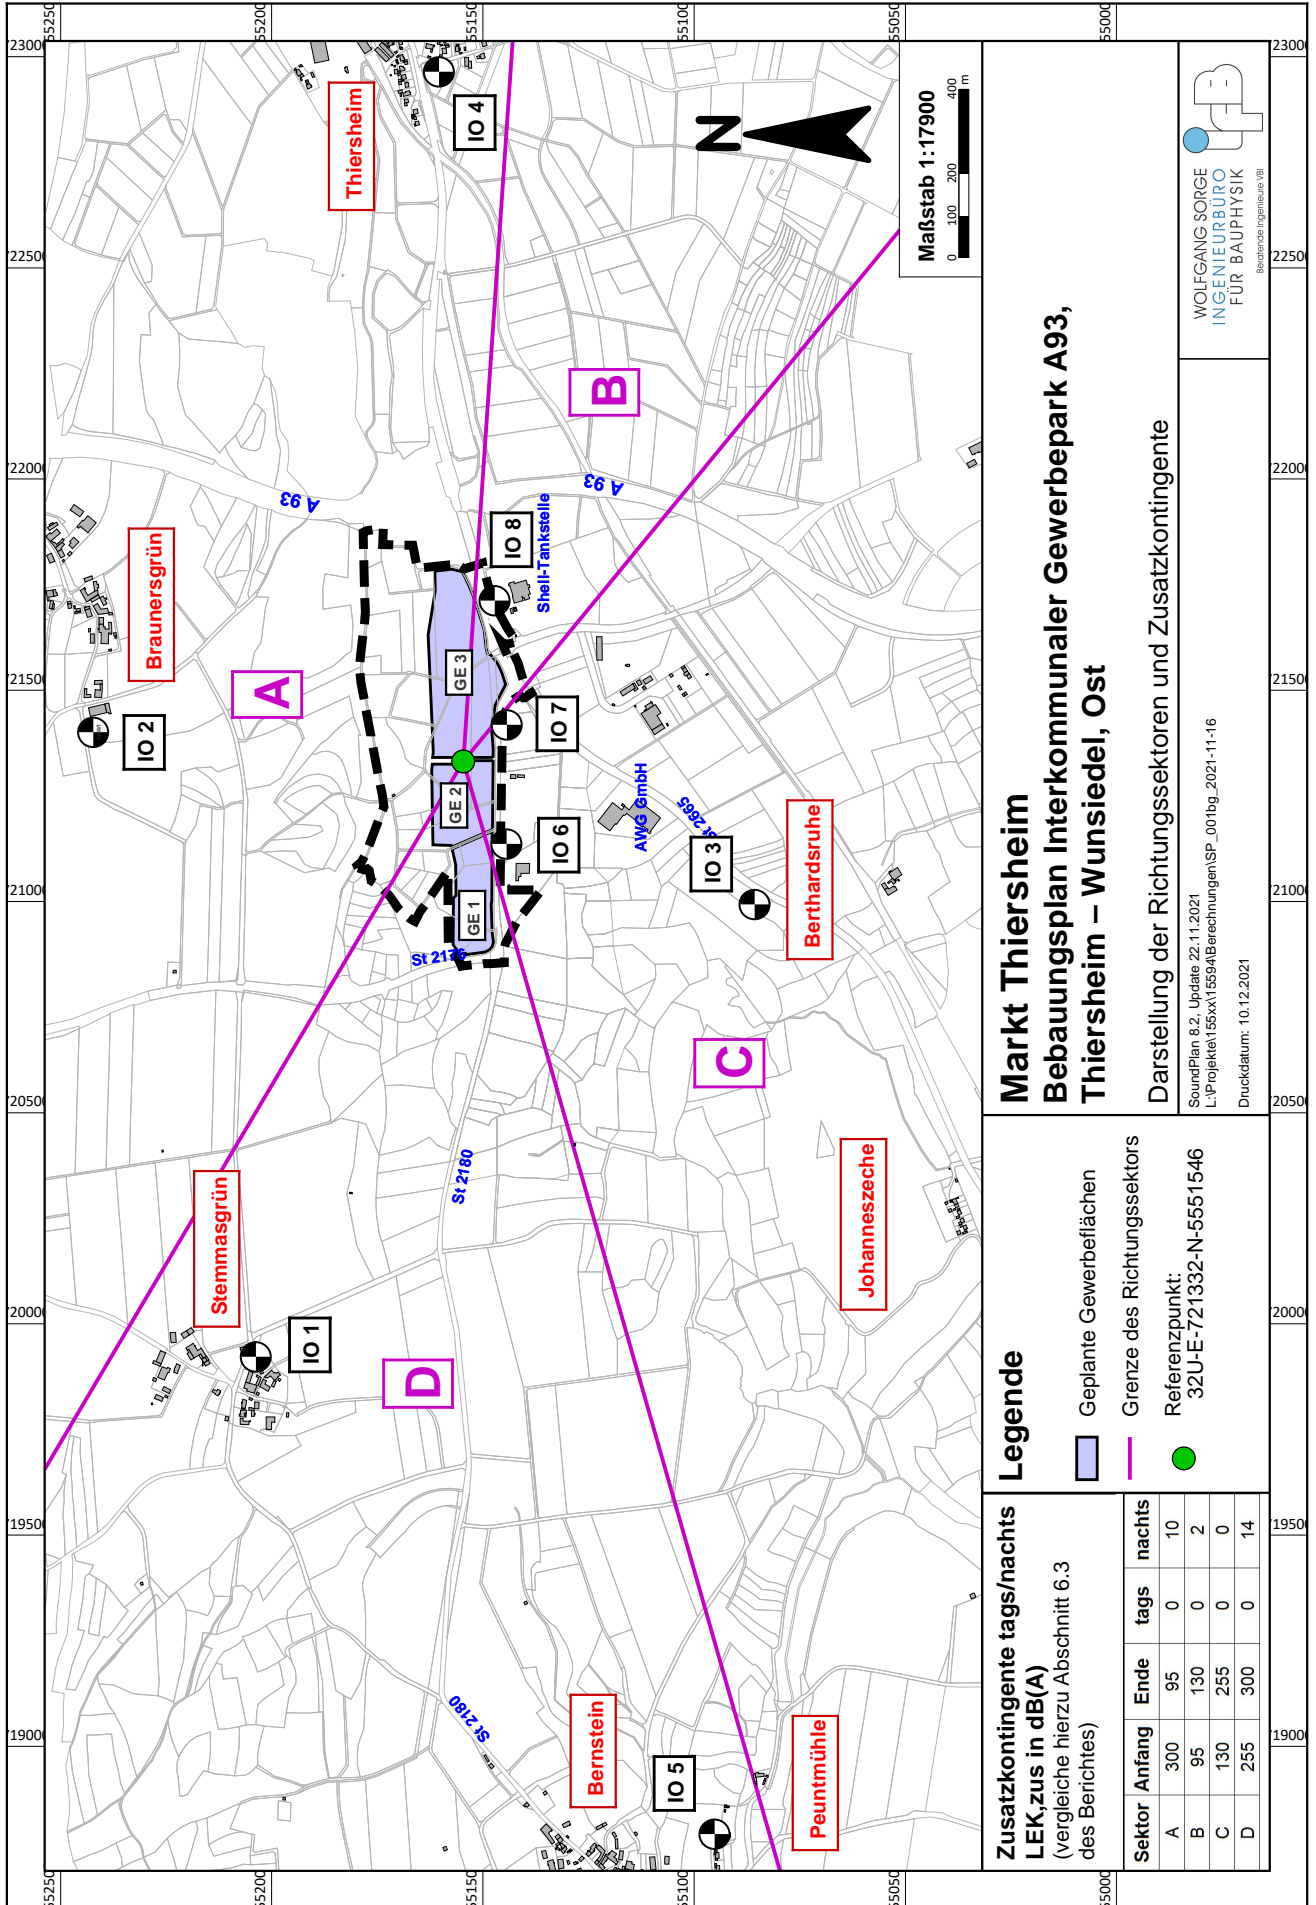 Braunersgrün
Thiersheim
Stemmasgrün
Bernstein
Peuntmühle
Johanneszeche
Berthardsruhe
A
B
C
D
IO 1
IO 2
IO 3
IO 4
IO 5
IO 6
IO 7
IO 8
GE 1
GE 2
GE 3
A 93
A 93
St 2176
St 2180
St 2180
St 2665
Shell-Tankstelle
AWG GmbH
N
Maßstab 1:17900
0 100 200 400
m
Zusatzkontingente tags/nachts
LEK,zus in dB(A)
(vergleiche hierzu Abschnitt 6.3
des Berichtes)
Sektor Anfang Ende tags nachts
A 300 95 0 10
B 95 130 0 2
C 130 255 0 0
D 255 300 0 14
Legende
Geplante Gewerbeflächen
Grenze des Richtungssektors
Referenzpunkt:
32U-E-721332-N-5551546
Markt Thiersheim
Bebauungsplan Interkommunaler Gewerbepark A93,
Thiersheim – Wunsiedel, Ost
Darstellung der Richtungssektoren und Zusatzkontingente
SoundPlan 8.2, Update 22.11.2021
L:\Projekte\155xx\15594\Berechnungen\SP_001bg_2021-11-16
Druckdatum: 10.12.2021
WOLFGANG SORGE
INGENIEURBÜRO
FÜR BAUPHYSIK
Beratende Ingenieure VBI